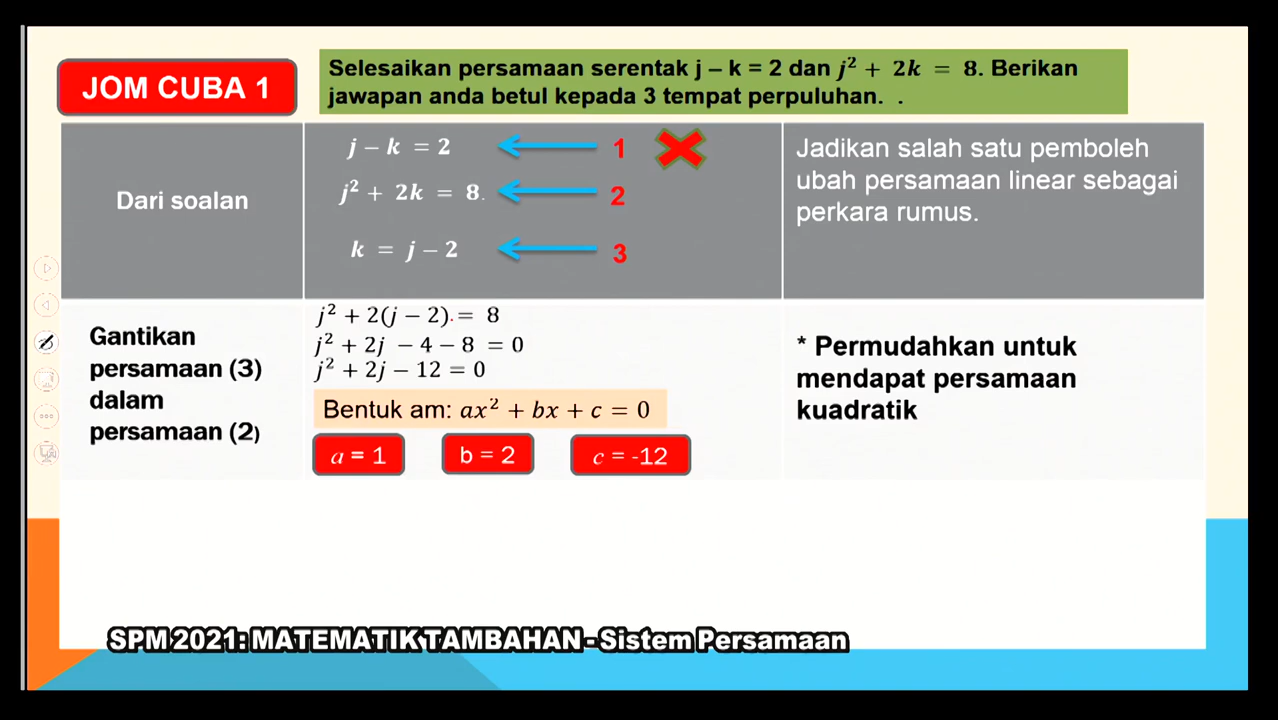 JOM CUBA 1
Selesaikan persamaan serentak j – k = 2 dan j² + 2k = 8. Berikan
jawapan anda betul kepada 3 tempat perpuluhan. .
Dari soalan
j – k = 2
1
j² + 2k = 8.
2
k = j – 2
3
Jadikan salah satu pemboleh
ubah persamaan linear sebagai
perkara rumus.
Gantikan
persamaan (3)
dalam
persamaan (2)
j² + 2(j − 2).= 8
j² + 2j − 4 − 8 = 0
j² + 2j − 12 = 0
Bentuk am: ax² + bx + c = 0
a = 1
b = 2
c = -12
* Permudahkan untuk
mendapat persamaan
kuadratik
SPM 2021: MATEMATIK TAMBAHAN - Sistem Persamaan